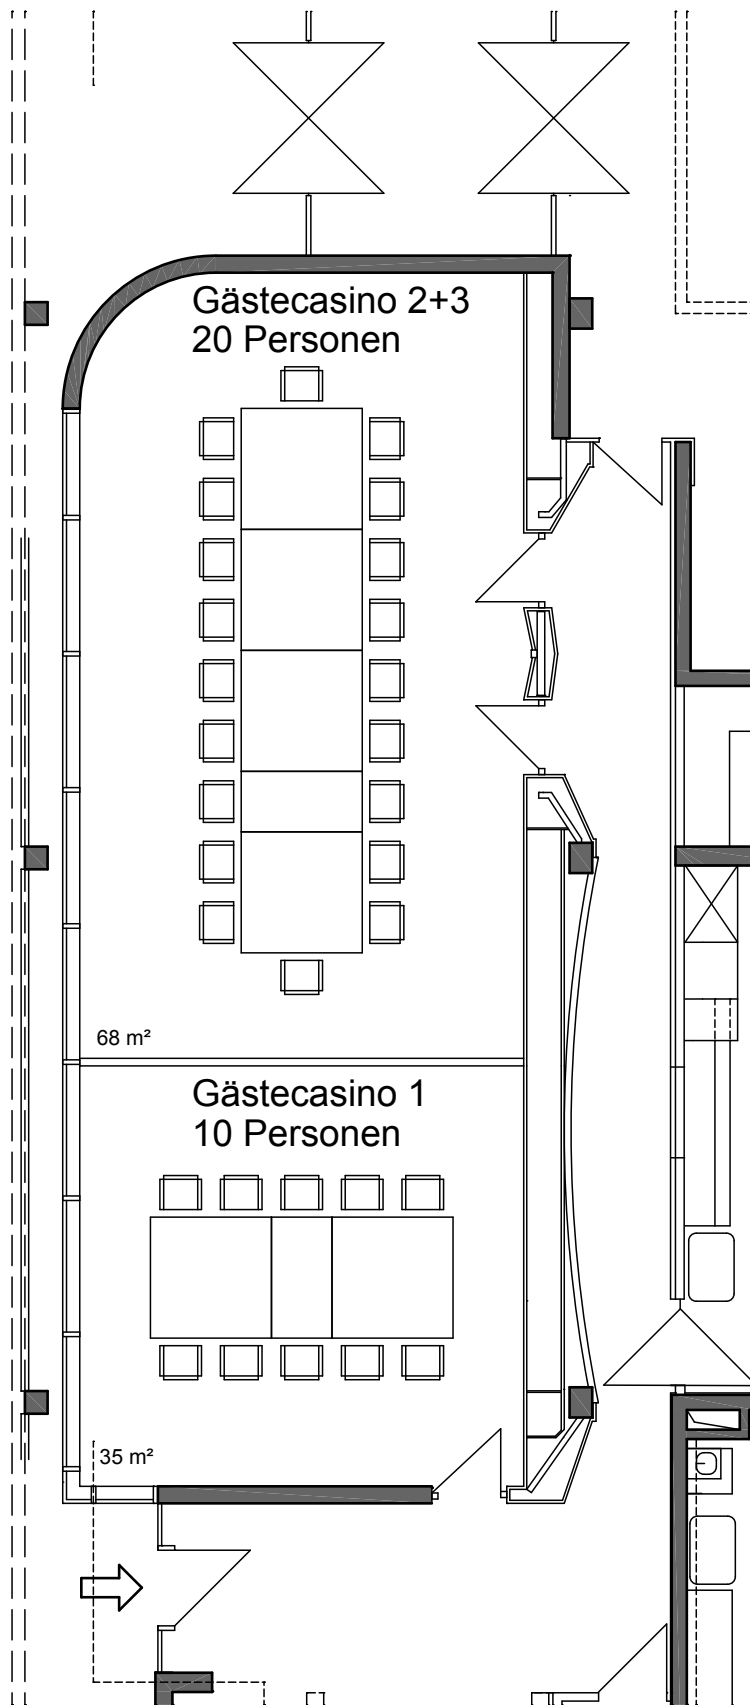 Gästecasino 2+3
20 Personen
68 m²
Gästecasino 1
10 Personen
35 m²